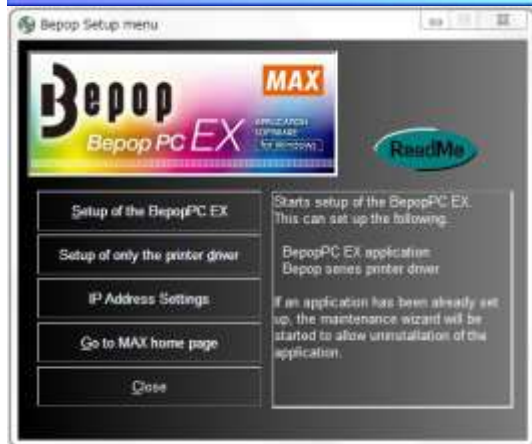 Bepop Setup menu
Bepop
MAX
Bepop PC EX
APPLICATION
SOFTWARE
for Windows
ReadMe
Setup of the BepopPC EX
Setup of only the printer driver
IP Address Settings
Go to MAX home page
Close
Starts setup of the BepopPC EX.
This can set up the following.
BepopPC EX application
Bepop series printer driver
If an application has been already set
up, the maintenance wizard will be
started to allow uninstallation of the
application.